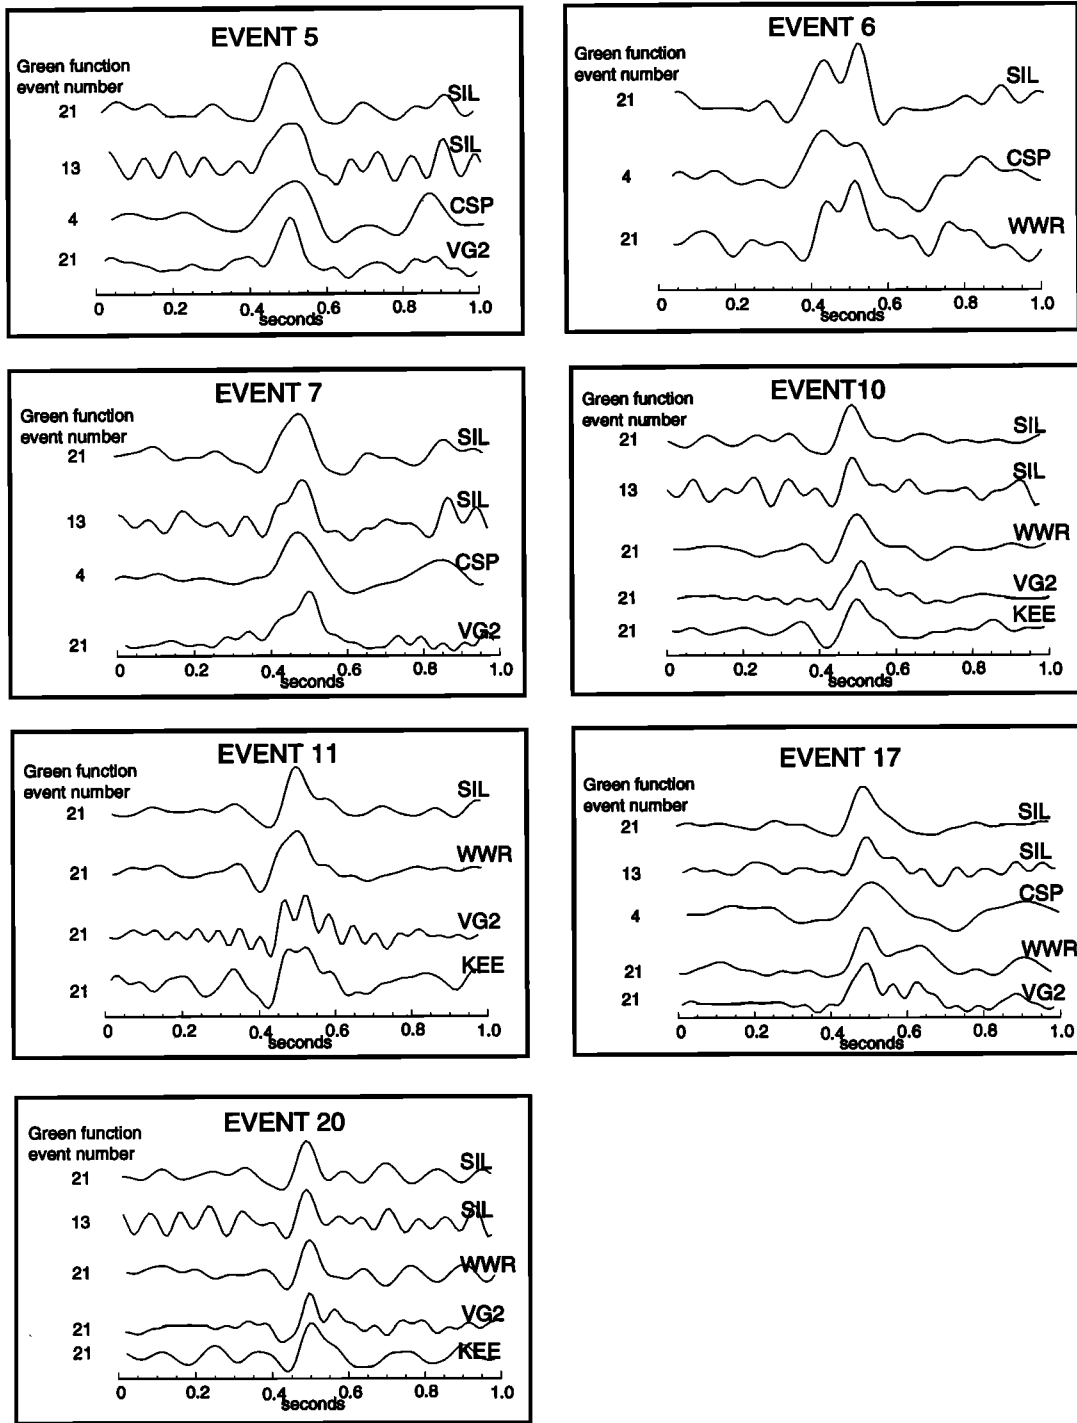 EVENT 5
Green function
event number
21 SIL
13 SIL
4 CSP
21 VG2
0 0.2 0.4 0.6 0.8 1.0
seconds
EVENT 6
Green function
event number
21 SIL
4 CSP
21 WWR
0 0.2 0.4 0.6 0.8 1.0
seconds
EVENT 7
Green function
event number
21 SIL
13 SIL
4 CSP
21 VG2
0 0.2 0.4 0.6 0.8 1.0
seconds
EVENT10
Green function
event number
21 SIL
13 SIL
21 WWR
21 VG2
21 KEE
0 0.2 0.4 0.6 0.8 1.0
seconds
EVENT 11
Green function
event number
21 SIL
21 WWR
21 VG2
21 KEE
0 0.2 0.4 0.6 0.8 1.0
seconds
EVENT 17
Green function
event number
21 SIL
13 SIL
4 CSP
21 WWR
21 VG2
0 0.2 0.4 0.6 0.8 1.0
seconds
EVENT 20
Green function
event number
21 SIL
13 SIL
21 WWR
21 VG2
21 KEE
0 0.2 0.4 0.6 0.8 1.0
seconds